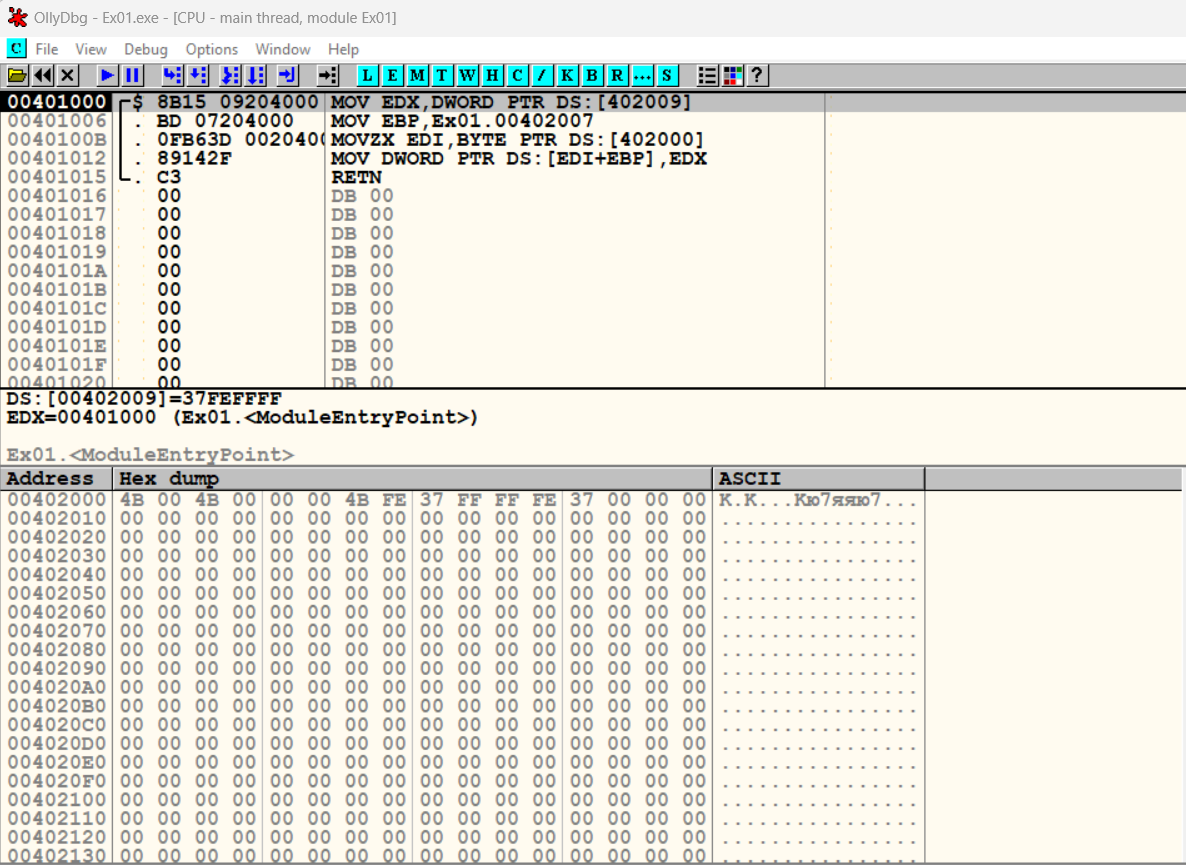 OllyDbg - Ex01.exe - [CPU - main thread, module Ex01]
C File View Debug Options Window Help
L E M T W H C / K B R ... S ?
00401000 $ 8B15 09204000 MOV EDX,DWORD PTR DS:[402009]
00401006 . BD 07204000 MOV EBP,Ex01.00402007
0040100B . 0FB63D 0020400 MOVZX EDI,BYTE PTR DS:[402000]
00401012 . 89142F MOV DWORD PTR DS:[EDI+EBP],EDX
00401015 . C3 RETN
00401016 00 DB 00
00401017 00 DB 00
00401018 00 DB 00
00401019 00 DB 00
0040101A 00 DB 00
0040101B 00 DB 00
0040101C 00 DB 00
0040101D 00 DB 00
0040101E 00 DB 00
0040101F 00 DB 00
00401020 00 DB 00
DS:[00402009]=37FEFFFF
EDX=00401000 (Ex01.<ModuleEntryPoint>)
Ex01.<ModuleEntryPoint>
Address Hex dump ASCII
00402000 4B 00 4B 00 00 00 4B FE 37 FF FF FE 37 00 00 00 K.K...Kю7яяю7...
00402010 00 00 00 00 00 00 00 00 00 00 00 00 00 00 00 00 ................
00402020 00 00 00 00 00 00 00 00 00 00 00 00 00 00 00 00 ................
00402030 00 00 00 00 00 00 00 00 00 00 00 00 00 00 00 00 ................
00402040 00 00 00 00 00 00 00 00 00 00 00 00 00 00 00 00 ................
00402050 00 00 00 00 00 00 00 00 00 00 00 00 00 00 00 00 ................
00402060 00 00 00 00 00 00 00 00 00 00 00 00 00 00 00 00 ................
00402070 00 00 00 00 00 00 00 00 00 00 00 00 00 00 00 00 ................
00402080 00 00 00 00 00 00 00 00 00 00 00 00 00 00 00 00 ................
00402090 00 00 00 00 00 00 00 00 00 00 00 00 00 00 00 00 ................
004020A0 00 00 00 00 00 00 00 00 00 00 00 00 00 00 00 00 ................
004020B0 00 00 00 00 00 00 00 00 00 00 00 00 00 00 00 00 ................
004020C0 00 00 00 00 00 00 00 00 00 00 00 00 00 00 00 00 ................
004020D0 00 00 00 00 00 00 00 00 00 00 00 00 00 00 00 00 ................
004020E0 00 00 00 00 00 00 00 00 00 00 00 00 00 00 00 00 ................
004020F0 00 00 00 00 00 00 00 00 00 00 00 00 00 00 00 00 ................
00402100 00 00 00 00 00 00 00 00 00 00 00 00 00 00 00 00 ................
00402110 00 00 00 00 00 00 00 00 00 00 00 00 00 00 00 00 ................
00402120 00 00 00 00 00 00 00 00 00 00 00 00 00 00 00 00 ................
00402130 00 00 00 00 00 00 00 00 00 00 00 00 00 00 00 00 ................